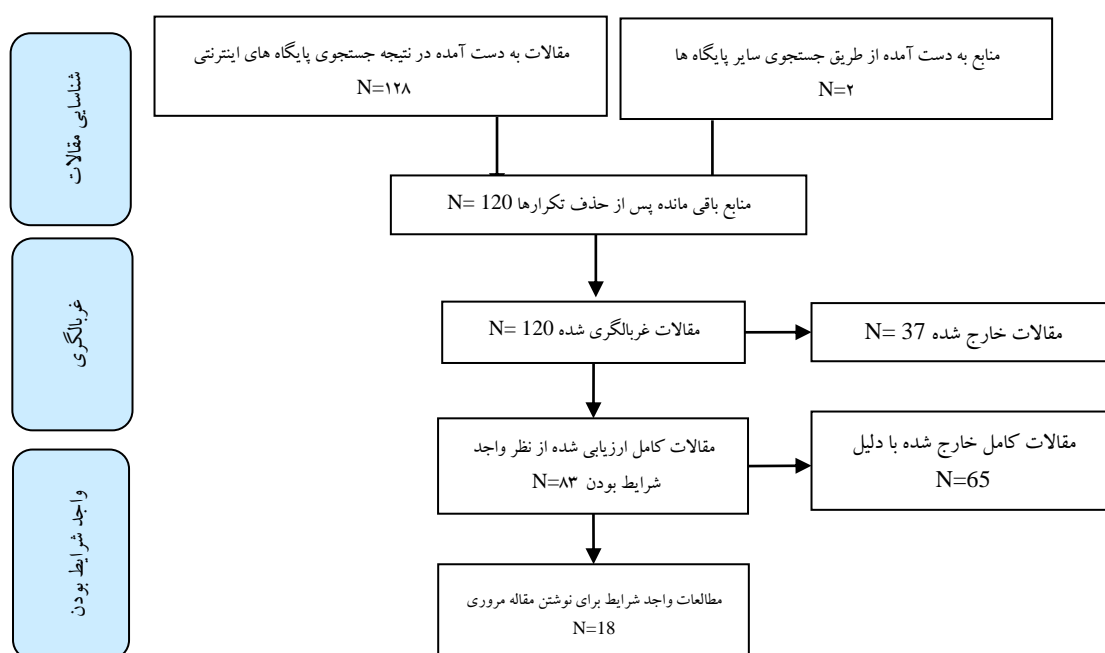 شناسایی مقالات
مقالات به دست آمده در نتیجه جستجوی پایگاه های اینترنتی
N=۱۲۸
منابع به دست آمده از طریق جستجوی سایر پایگاه ها
N=۲
منابع باقی مانده پس از حذف تکرارها N= 120
غربالگری
مقالات غربالگری شده N= 120
مقالات خارج شده N= 37
واجد شرایط بودن
مقالات کامل ارزیابی شده از نظر واجد
شرایط بودن N=۸۳
مقالات کامل خارج شده با دلیل
N=65
مطالعات واجد شرایط برای نوشتن مقاله مروری
N=18